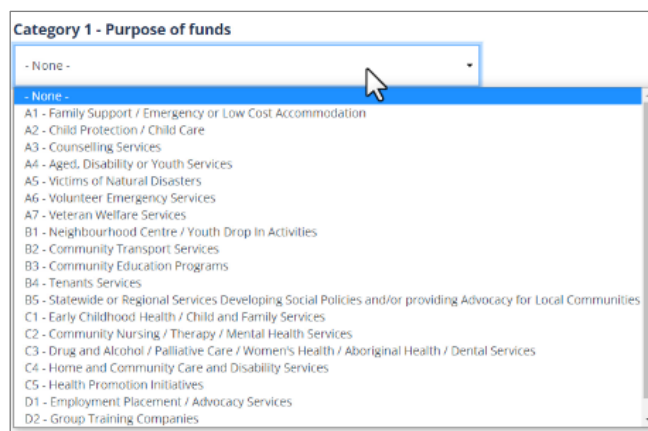 Category 1 - Purpose of funds
- None -
- None -
A1 - Family Support / Emergency or Low Cost Accommodation
A2 - Child Protection / Child Care
A3 - Counselling Services
A4 - Aged, Disability or Youth Services
A5 - Victims of Natural Disasters
A6 - Volunteer Emergency Services
A7 - Veteran Welfare Services
B1 - Neighbourhood Centre / Youth Drop In Activities
B2 - Community Transport Services
B3 - Community Education Programs
B4 - Tenants Services
B5 - Statewide or Regional Services Developing Social Policies and/or providing Advocacy for Local Communities
C1 - Early Childhood Health / Child and Family Services
C2 - Community Nursing / Therapy / Mental Health Services
C3 - Drug and Alcohol / Palliative Care / Women's Health / Aboriginal Health / Dental Services
C4 - Home and Community Care and Disability Services
C5 - Health Promotion Initiatives
D1 - Employment Placement / Advocacy Services
D2 - Group Training Companies